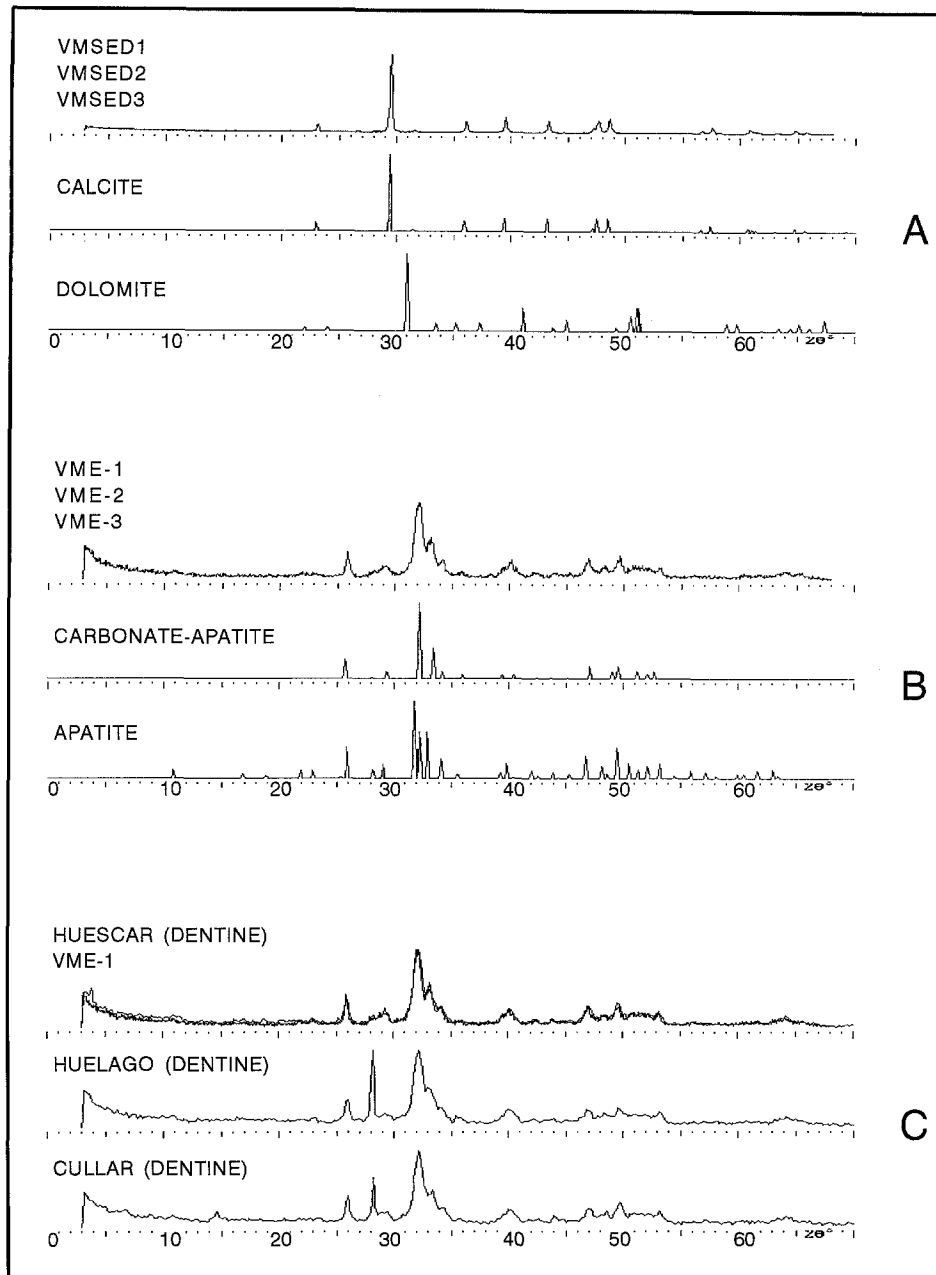 VMSED1
VMSED2
VMSED3
CALCITE
A
DOLOMITE
0 10 20 30 40 50 60 2θ°
VME-1
VME-2
VME-3
CARBONATE-APATITE
B
APATITE
0 10 20 30 40 50 60 2θ°
HUESCAR (DENTINE)
VME-1
HUELAGO (DENTINE)
C
CULLAR (DENTINE)
0 10 20 30 40 50 60 2θ°